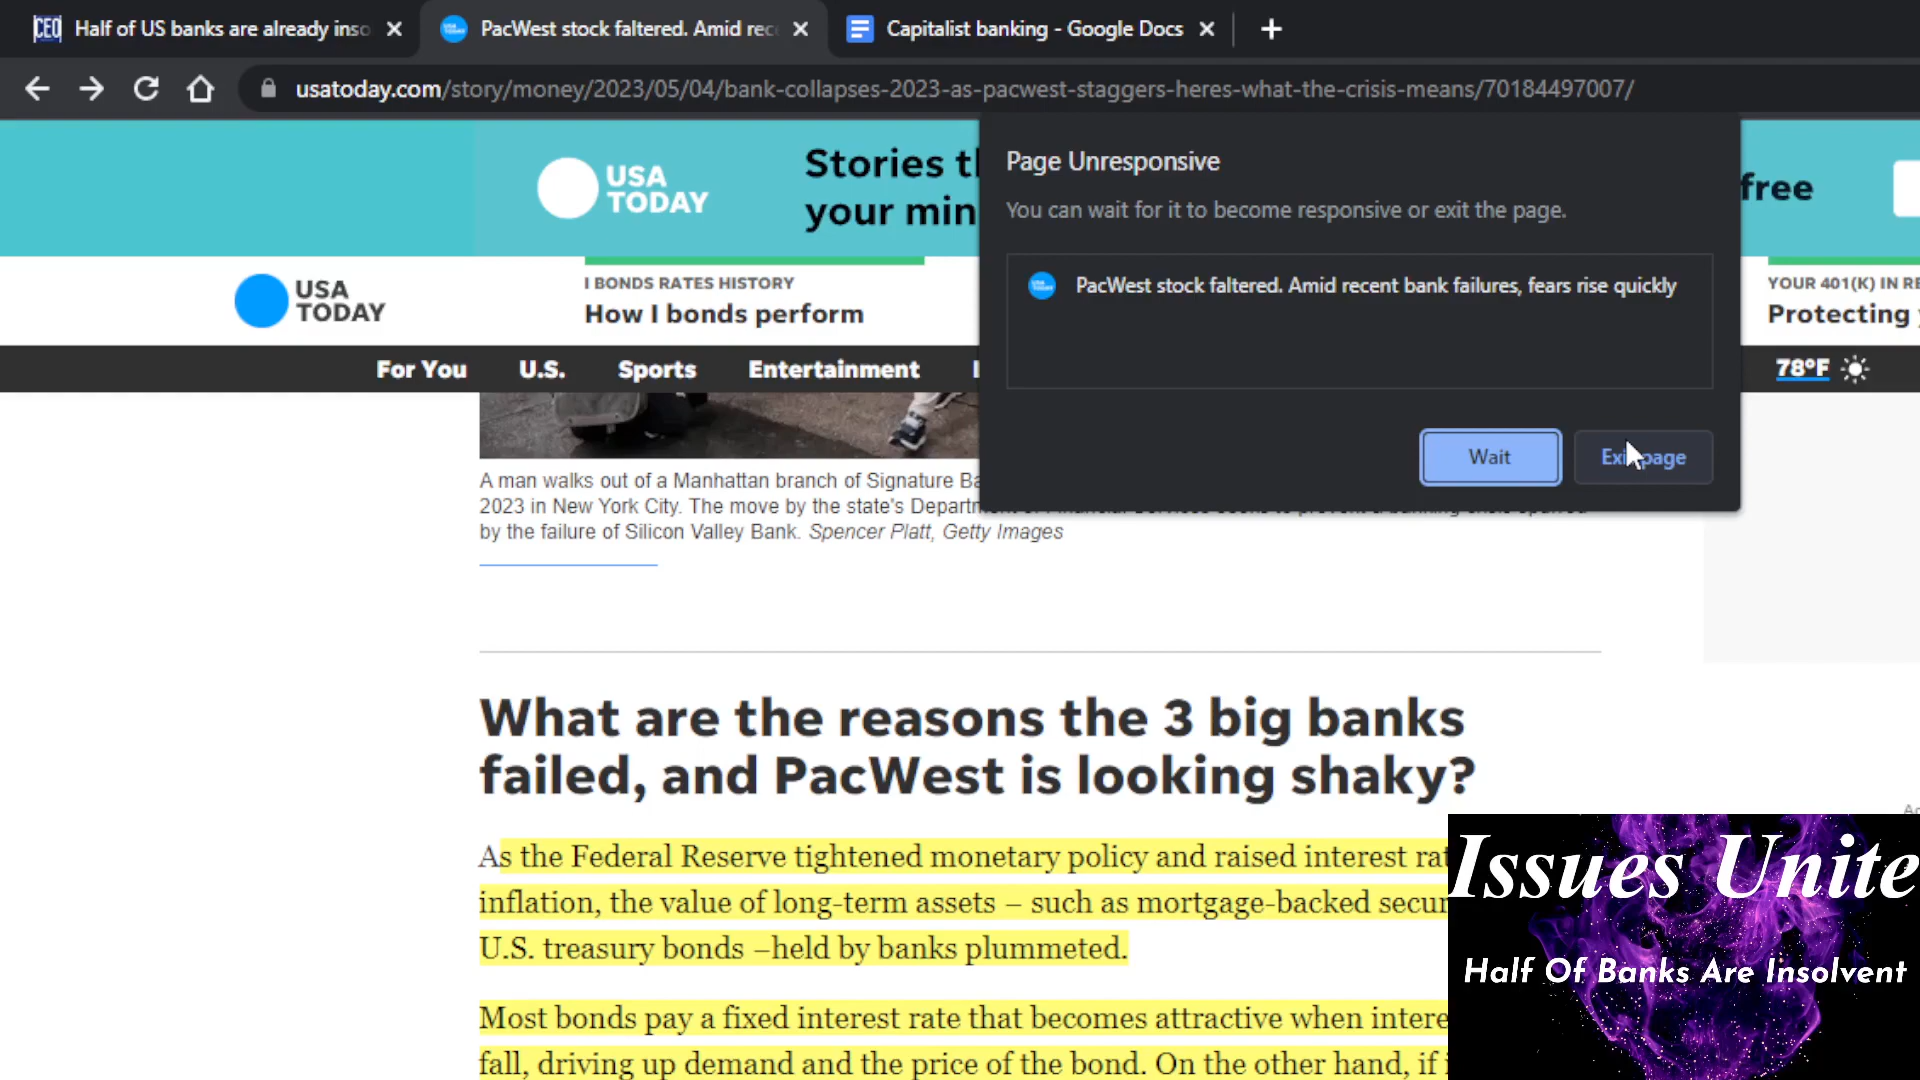 CEO Half of US banks are already inso
PacWest stock faltered. Amid rec
Capitalist banking - Google Docs
usatoday.com/story/money/2023/05/04/bank-collapses-2023-as-pacwest-staggers-heres-what-the-crisis-means/70184497007/
USA
TODAY
Stories
your min
free
Page Unresponsive
You can wait for it to become responsive or exit the page.
PacWest stock faltered. Amid recent bank failures, fears rise quickly
Wait
Exit page
USA
TODAY
I BONDS RATES HISTORY
How I bonds perform
YOUR 401(K) IN RE
Protecting
For You
U.S.
Sports
Entertainment
78°F
A man walks out of a Manhattan branch of Signature Ba
2023 in New York City. The move by the state's Departm
by the failure of Silicon Valley Bank. Spencer Platt, Getty Images
What are the reasons the 3 big banks
failed, and PacWest is looking shaky?
As the Federal Reserve tightened monetary policy and raised interest rat
inflation, the value of long-term assets – such as mortgage-backed secur
U.S. treasury bonds –held by banks plummeted.
Most bonds pay a fixed interest rate that becomes attractive when intere
fall, driving up demand and the price of the bond. On the other hand, if i
Issues Unite
Half Of Banks Are Insolvent